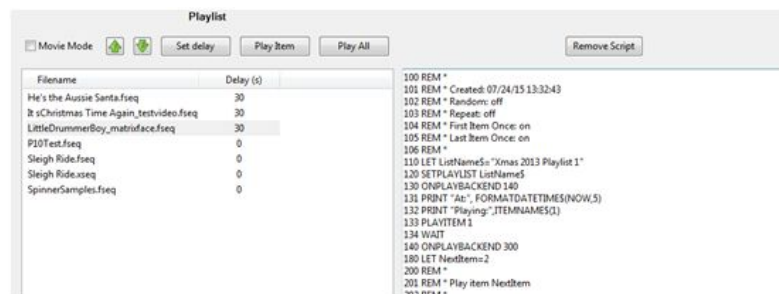 Playlist
Movie Mode Set delay Play Item Play All Remove Script
Filename Delay (s)
He's the Aussie Santa.fseq 30
It sChristmas Time Again_testvideo.fseq 30
LittleDrummerBoy_matrixface.fseq 30
P10Test.fseq 0
Sleigh Ride.fseq 0
Sleigh Ride.xseq 0
SpinnerSamples.fseq 0
100 REM *
101 REM * Created: 07/24/15 13:32:43
102 REM * Random: off
103 REM * Repeat: off
104 REM * First Item Once: on
105 REM * Last Item Once: on
106 REM *
110 LET ListName$="Xmas 2013 Playlist 1"
120 SETPLAYLIST ListName$
130 ONPLAYBACKEND 140
131 PRINT "At:", FORMATDATETIME$(NOW,5)
132 PRINT "Playing:",ITEMNAME$(1)
133 PLAYITEM 1
134 WAIT
140 ONPLAYBACKEND 300
180 LET NextItem=2
200 REM *
201 REM * Play item NextItem